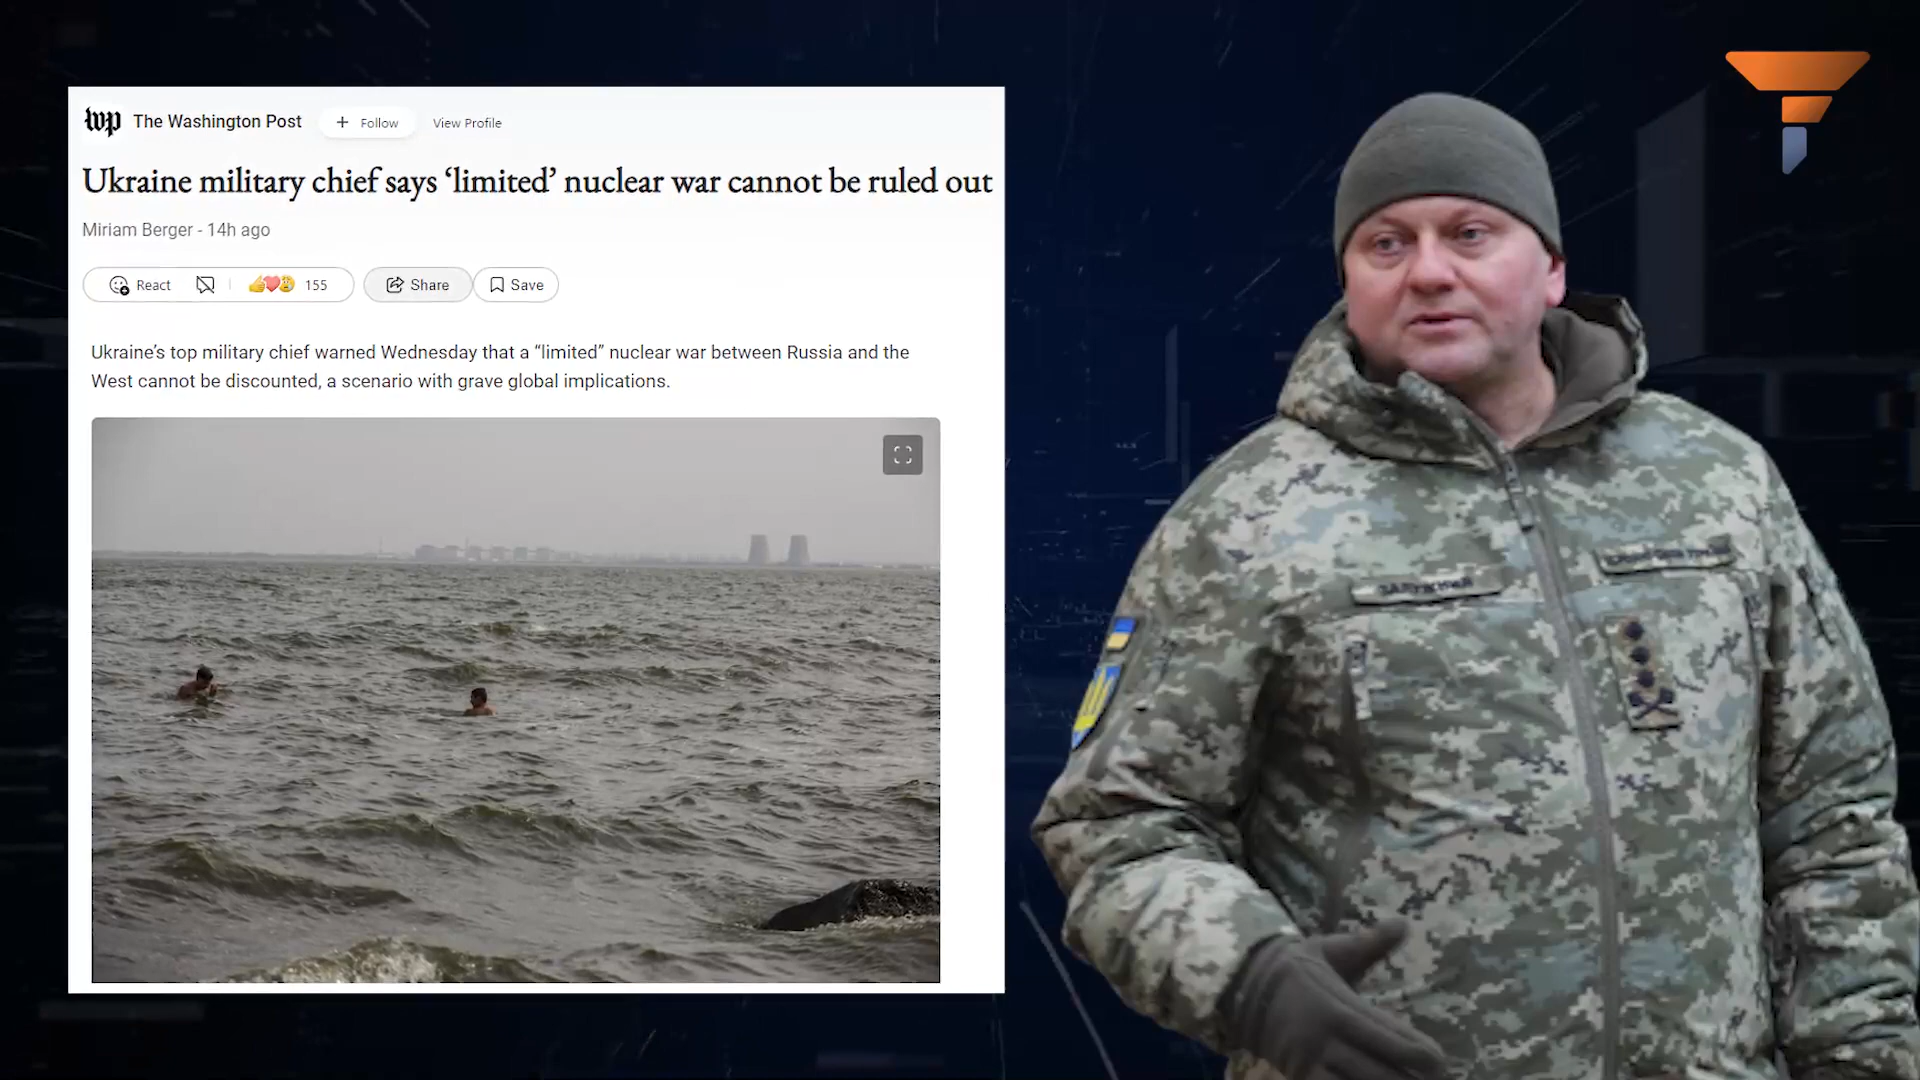 wp The Washington Post + Follow View Profile
Ukraine military chief says ‘limited’ nuclear war cannot be ruled out
Miriam Berger - 14h ago
React 155 Share Save
Ukraine’s top military chief warned Wednesday that a “limited” nuclear war between Russia and the
West cannot be discounted, a scenario with grave global implications.
ЗАЛУЖНИЙ